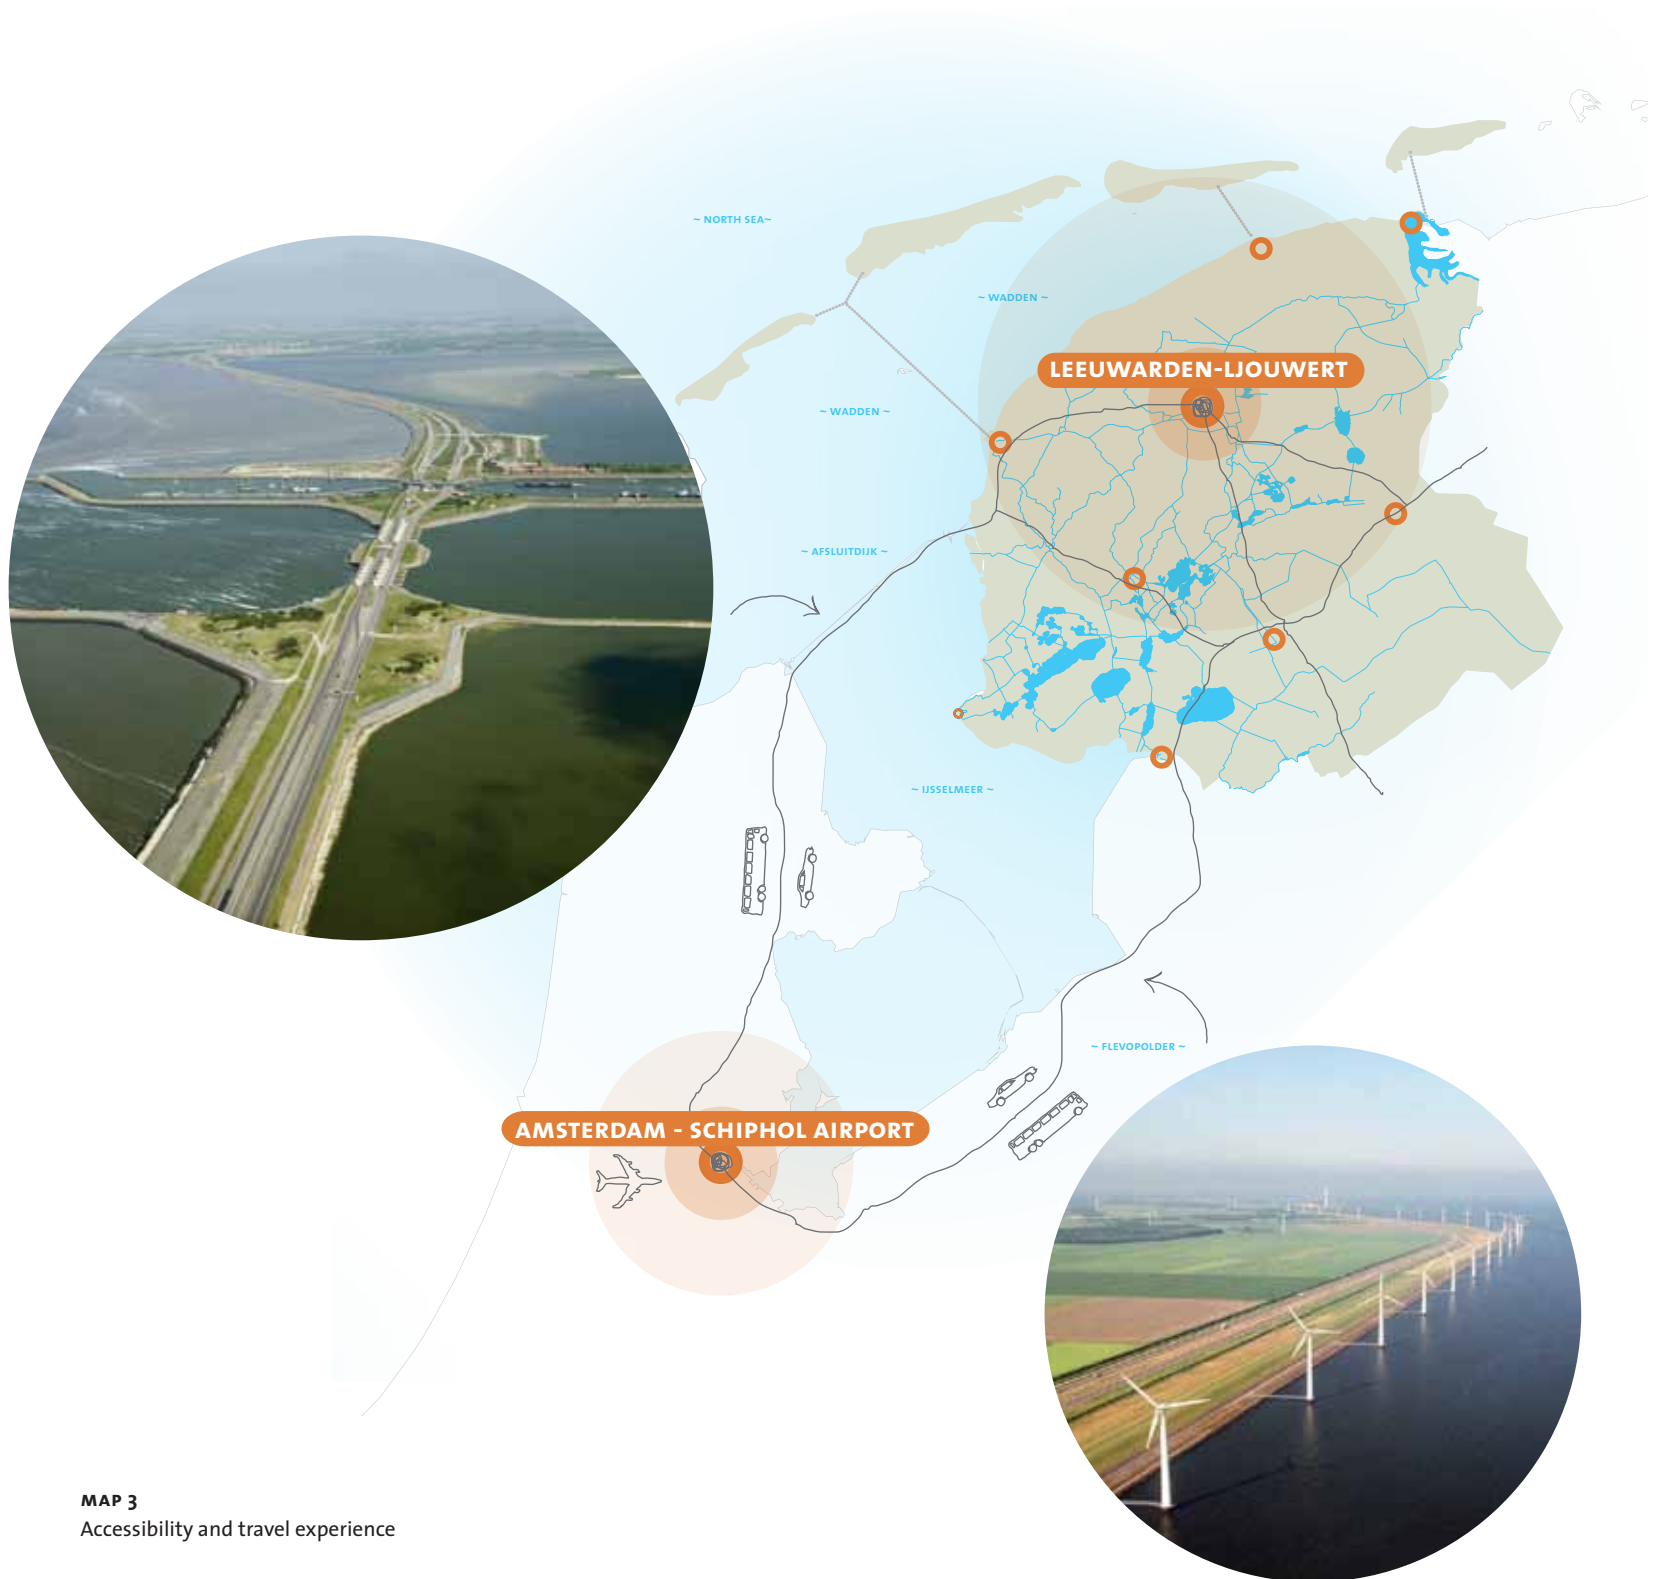 ~ NORTH SEA~
~ WADDEN ~
LEEUWARDEN-LJOUWERT
~ WADDEN ~
~ AFSLUITDIJK ~
~ IJSSELMEER ~
~ FLEVOPOLDER ~
AMSTERDAM - SCHIPHOL AIRPORT
MAP 3
Accessibility and travel experience